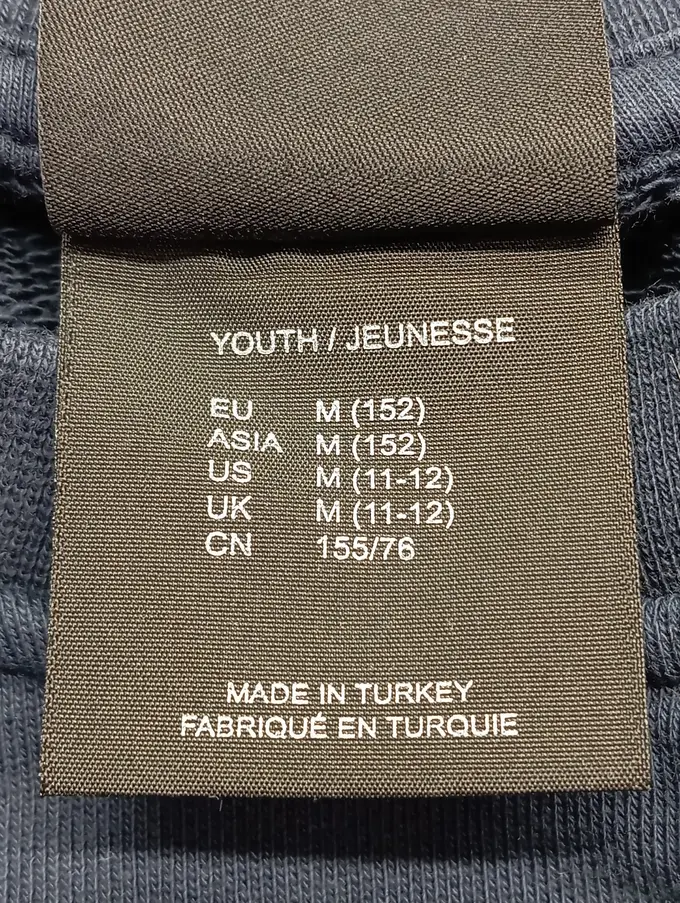 YOUTH / JEUNESSE
EU M (152)
ASIA M (152)
US M (11-12)
UK M (11-12)
CN 155/76
MADE IN TURKEY
FABRIQUÉ EN TURQUIE